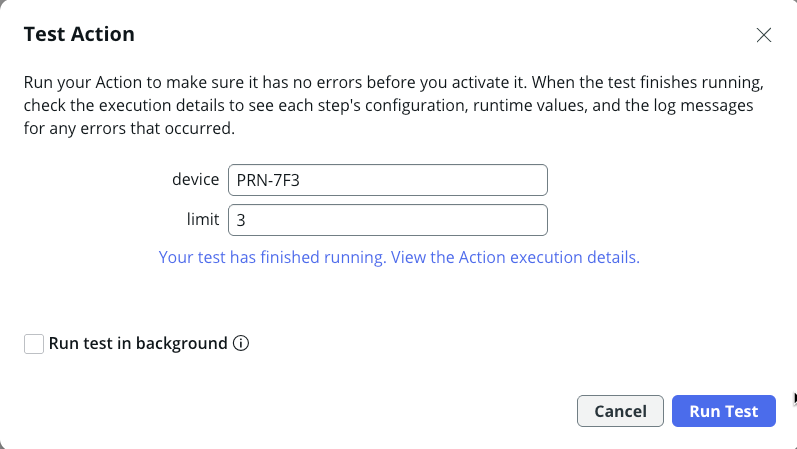 Test Action
Run your Action to make sure it has no errors before you activate it. When the test finishes running,
check the execution details to see each step's configuration, runtime values, and the log messages
for any errors that occurred.
device PRN-7F3
limit 3
Your test has finished running. View the Action execution details.
Run test in background
Cancel Run Test